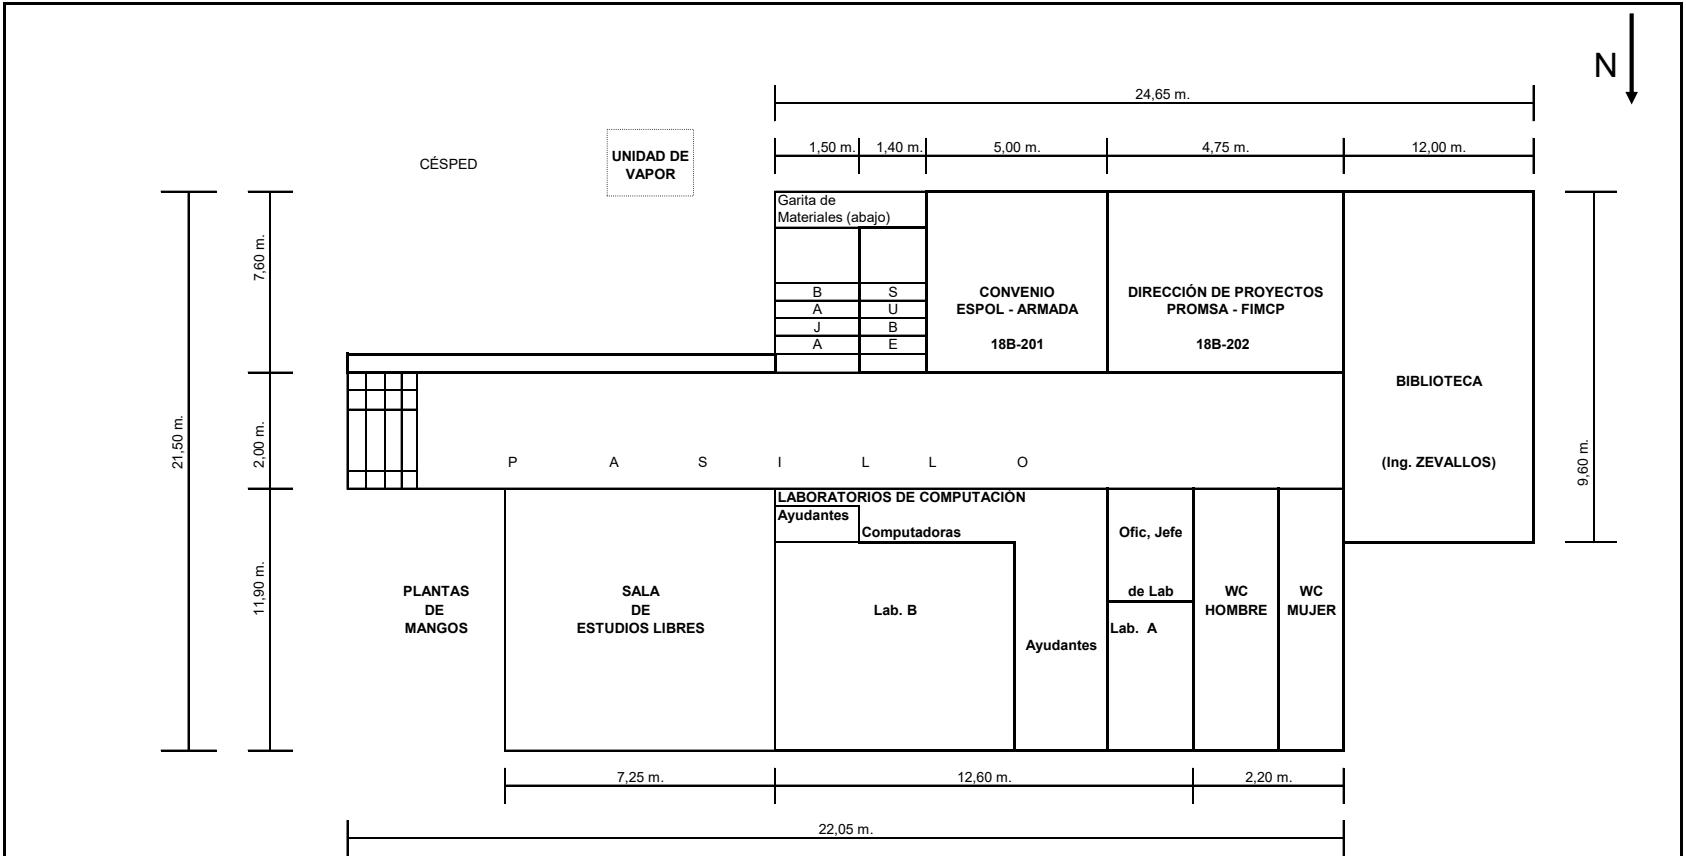 N
24,65 m.
1,50 m. 1,40 m. 5,00 m. 4,75 m. 12,00 m.
CÉSPED
UNIDAD DE
VAPOR
Garita de
Materiales (abajo)
7,60 m.
B S
A U
J B
A E
CONVENIO
ESPOL - ARMADA
18B-201
DIRECCIÓN DE PROYECTOS
PROMSA - FIMCP
18B-202
BIBLIOTECA
(Ing. ZEVALLOS)
21,50 m.
2,00 m.
9,60 m.
P A S I L L O
LABORATORIOS DE COMPUTACIÓN
Ayudantes
Computadoras
Ofic, Jefe
de Lab
11,90 m.
PLANTAS
DE
MANGOS
SALA
DE
ESTUDIOS LIBRES
Lab. B
Ayudantes
Lab. A
WC
HOMBRE
WC
MUJER
7,25 m. 12,60 m. 2,20 m.
22,05 m.